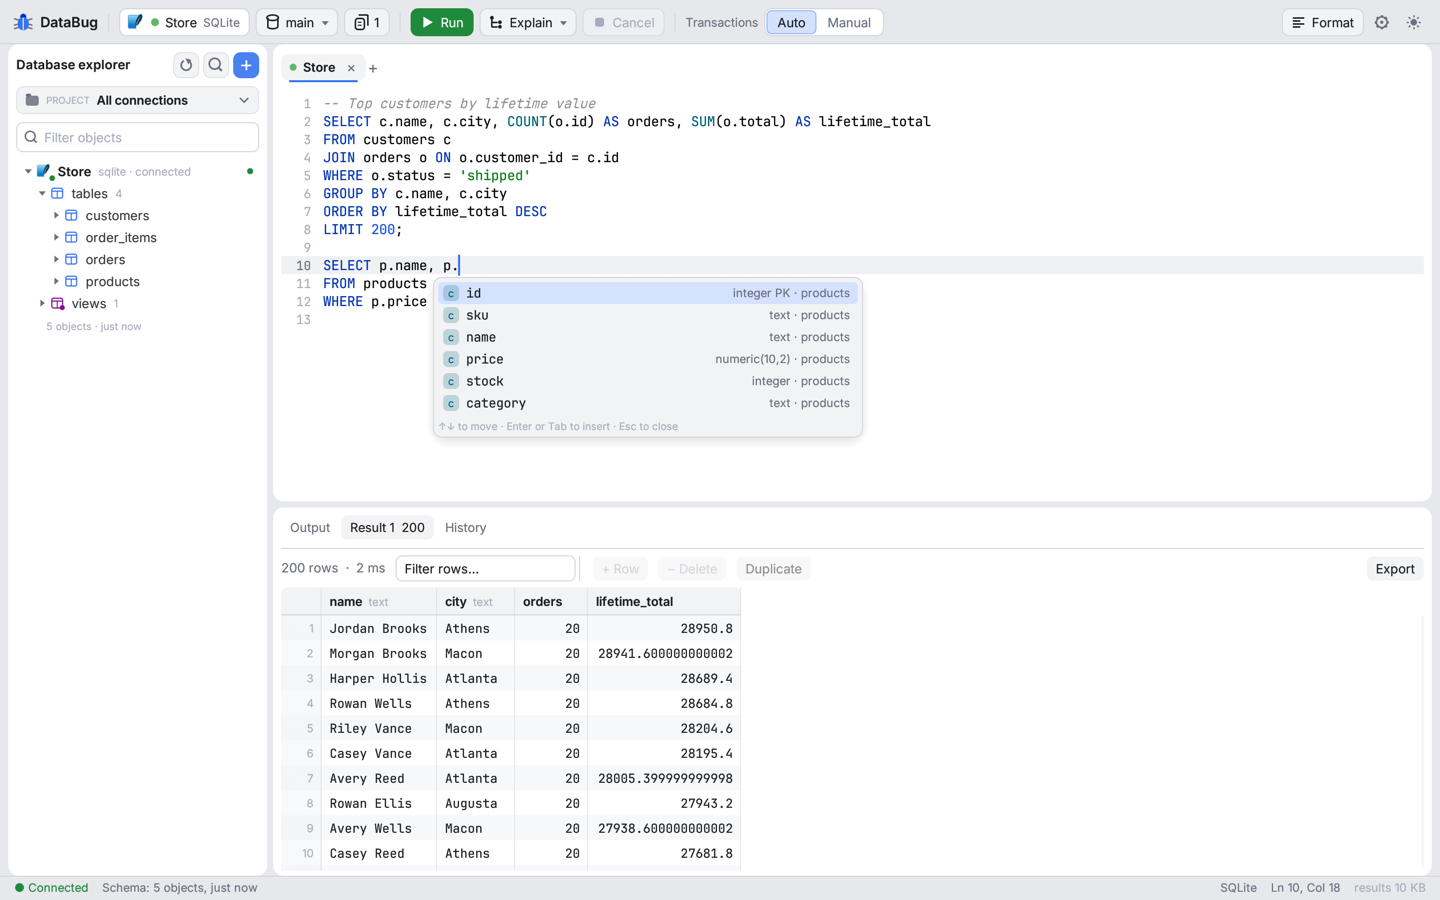 DataBug Store SQLite main 1 Run Explain Cancel Transactions Auto Manual Format
Database explorer
PROJECT All connections
Filter objects
Store sqlite · connected
tables 4
customers
order_items
orders
products
views 1
5 objects · just now
Store × +
1 -- Top customers by lifetime value
2 SELECT c.name, c.city, COUNT(o.id) AS orders, SUM(o.total) AS lifetime_total
3 FROM customers c
4 JOIN orders o ON o.customer_id = c.id
5 WHERE o.status = 'shipped'
6 GROUP BY c.name, c.city
7 ORDER BY lifetime_total DESC
8 LIMIT 200;
9
10 SELECT p.name, p.
11 FROM products
12 WHERE p.price
13
c id integer PK · products
c sku text · products
c name text · products
c price numeric(10,2) · products
c stock integer · products
c category text · products
↑↓ to move · Enter or Tab to insert · Esc to close
Output Result 1 200 History
200 rows · 2 ms Filter rows... + Row − Delete Duplicate Export
name text city text orders lifetime_total
1 Jordan Brooks Athens 20 28950.8
2 Morgan Brooks Macon 20 28941.600000000002
3 Harper Hollis Atlanta 20 28689.4
4 Rowan Wells Athens 20 28684.8
5 Riley Vance Macon 20 28204.6
6 Casey Vance Atlanta 20 28195.4
7 Avery Reed Atlanta 20 28005.399999999998
8 Rowan Ellis Augusta 20 27943.2
9 Avery Wells Macon 20 27938.600000000002
10 Casey Reed Athens 20 27681.8
Connected Schema: 5 objects, just now SQLite Ln 10, Col 18 results 10 KB